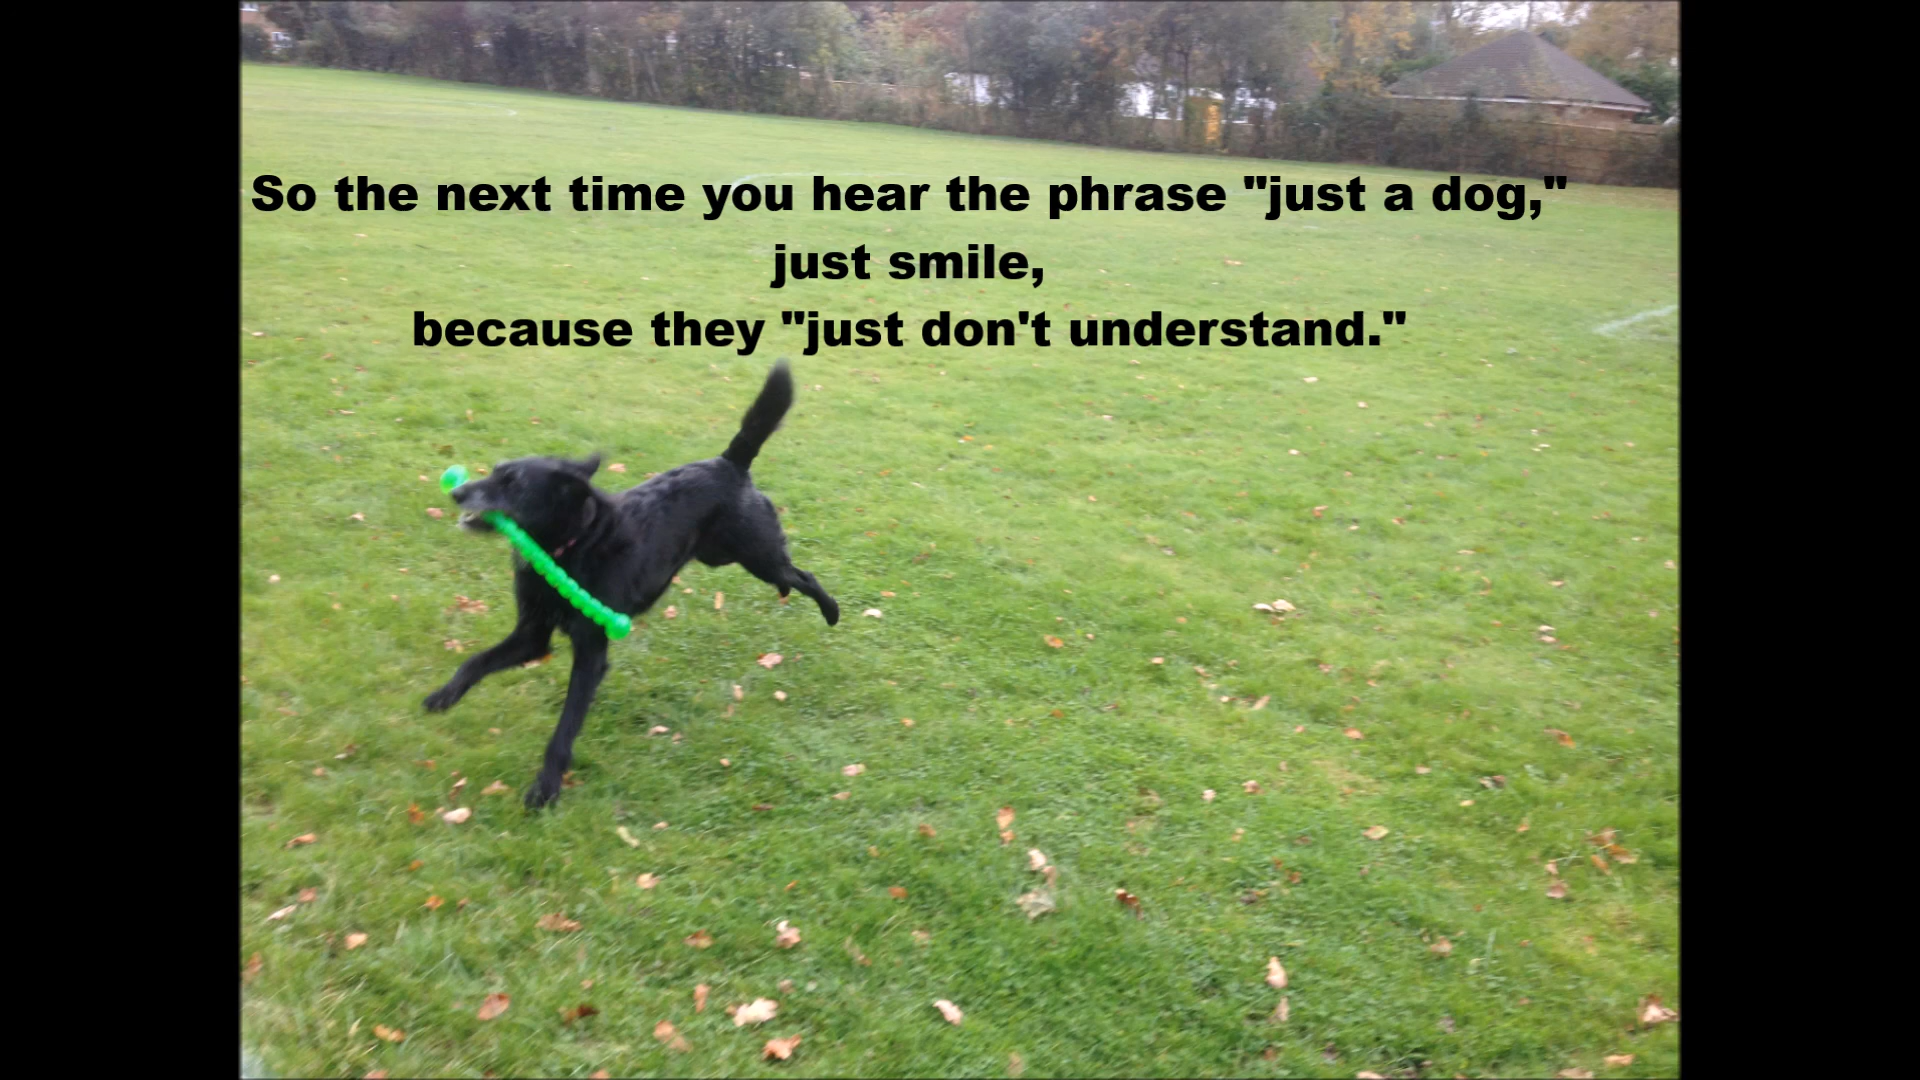 So the next time you hear the phrase "just a dog,"
just smile,
because they "just don't understand."